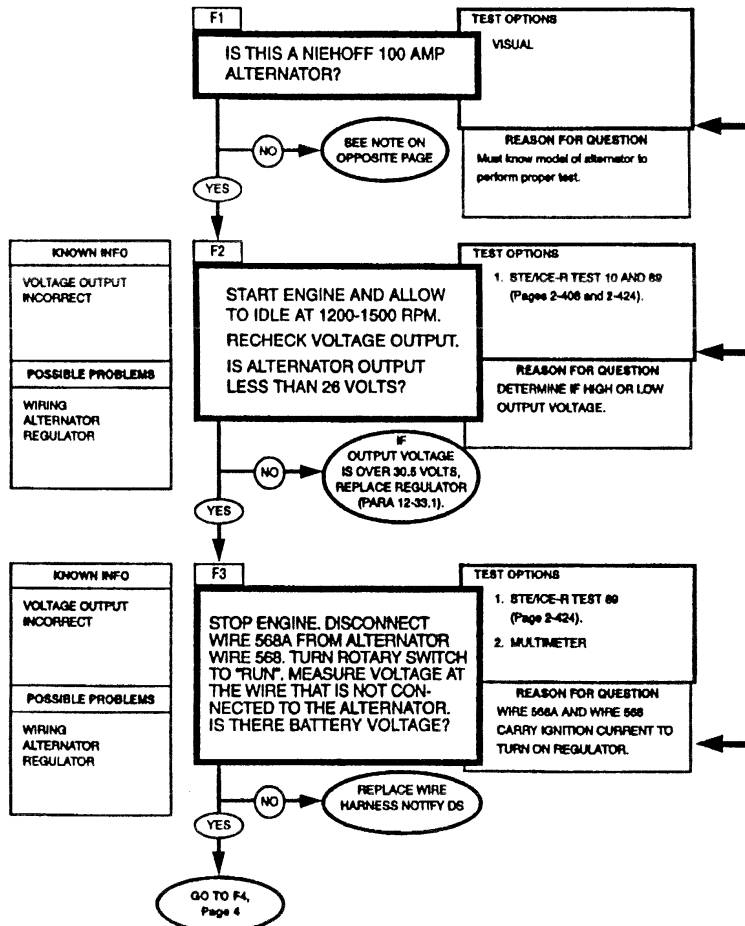 F1
IS THIS A NIEHOFF 100 AMP
ALTERNATOR?
TEST OPTIONS
VISUAL
REASON FOR QUESTION
Must know model of alternator to
perform proper test.
NO
SEE NOTE ON
OPPOSITE PAGE
YES
KNOWN INFO
VOLTAGE OUTPUT
INCORRECT
POSSIBLE PROBLEMS
WIRING
ALTERNATOR
REGULATOR
F2
START ENGINE AND ALLOW
TO IDLE AT 1200-1500 RPM.
RECHECK VOLTAGE OUTPUT.
IS ALTERNATOR OUTPUT
LESS THAN 26 VOLTS?
TEST OPTIONS
1. STE/ICE-R TEST 10 AND 89
(Pages 2-408 and 2-424).
REASON FOR QUESTION
DETERMINE IF HIGH OR LOW
OUTPUT VOLTAGE.
NO
IF
OUTPUT VOLTAGE
IS OVER 30.5 VOLTS,
REPLACE REGULATOR
(PARA 12-33.1).
YES
KNOWN INFO
VOLTAGE OUTPUT
INCORRECT
POSSIBLE PROBLEMS
WIRING
ALTERNATOR
REGULATOR
F3
STOP ENGINE. DISCONNECT
WIRE 568A FROM ALTERNATOR
WIRE 568. TURN ROTARY SWITCH
TO "RUN". MEASURE VOLTAGE AT
THE WIRE THAT IS NOT CON-
NECTED TO THE ALTERNATOR.
IS THERE BATTERY VOLTAGE?
TEST OPTIONS
1. STE/ICE-R TEST 89
(Page 2-424).
2. MULTIMETER
REASON FOR QUESTION
WIRE 568A AND WIRE 568
CARRY IGNITION CURRENT TO
TURN ON REGULATOR.
NO
REPLACE WIRE
HARNESS NOTIFY DS
YES
GO TO F4,
Page 4